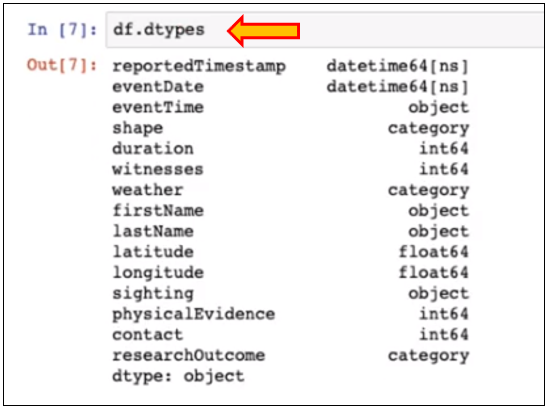 In [7]: df.dtypes
Out[7]: reportedTimestamp datetime64[ns]
eventDate datetime64[ns]
eventTime object
shape category
duration int64
witnesses int64
weather category
firstName object
lastName object
latitude float64
longitude float64
sighting object
physicalEvidence int64
contact int64
researchOutcome category
dtype: object